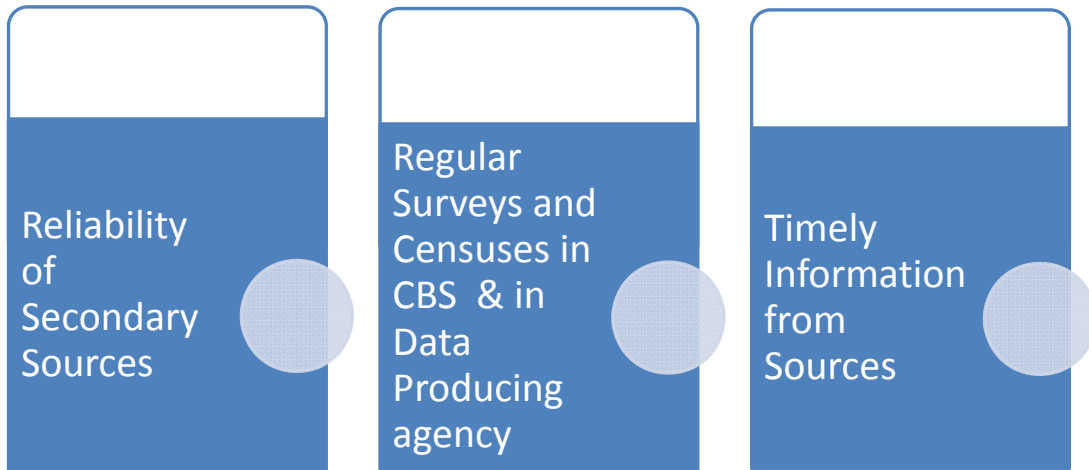 Reliability
of
Secondary
Sources
Regular
Surveys and
Censuses in
CBS & in
Data
Producing
agency
Timely
Information
from
Sources